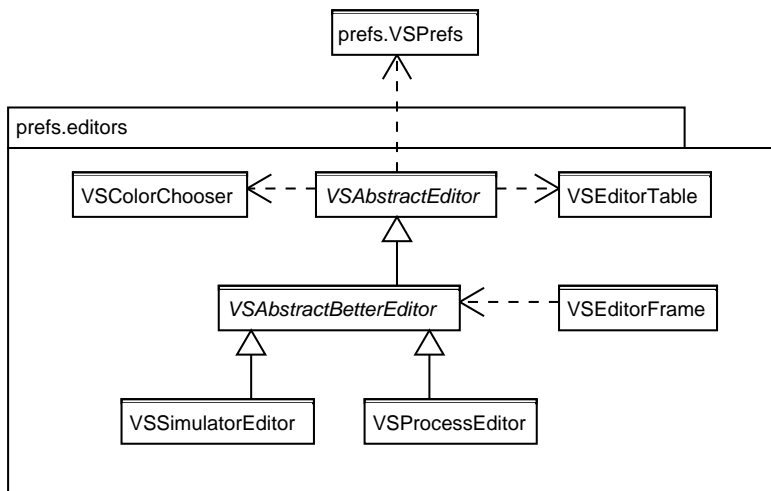 prefs.VSPrefs
prefs.editors
VSColorChooser
VSAbstractEditor
VSEditorTable
VSAbstractBetterEditor
VSEditorFrame
VSSimulatorEditor
VSProcessEditor